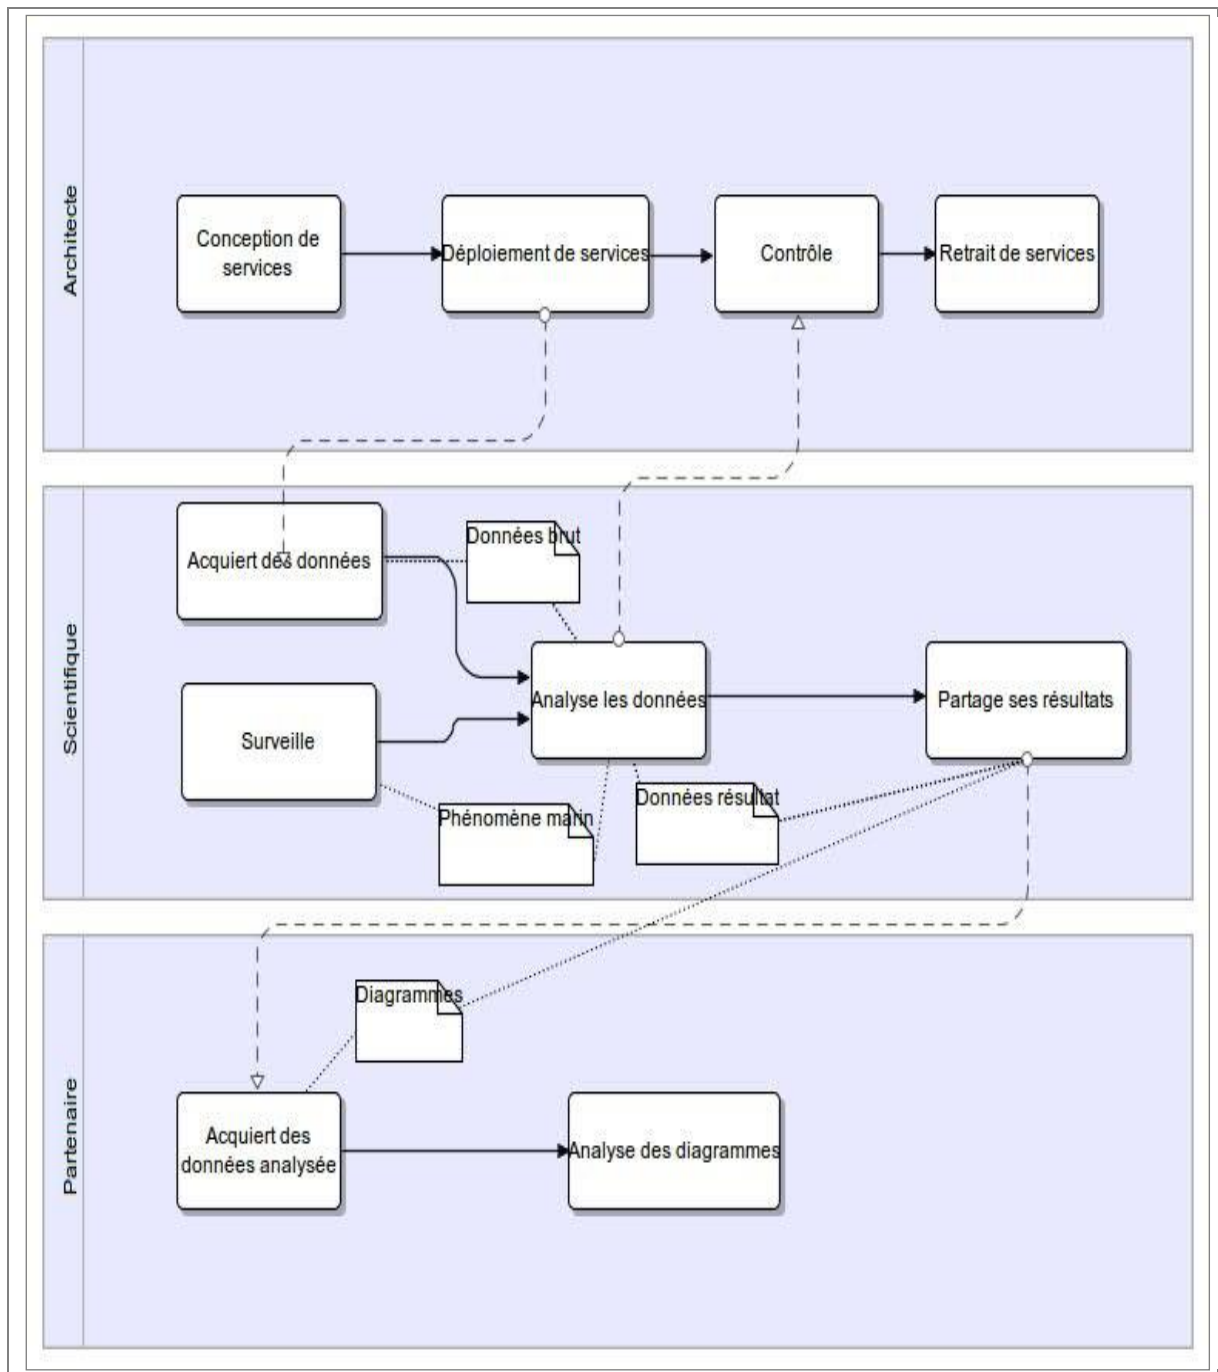 Architecte
Conception de
services
Déploiement de services
Contrôle
Retrait de services
Scientifique
Acquiert des données
Données brut
Surveille
Analyse les données
Partage ses résultats
Phénomène marin
Données résultat
Partenaire
Diagrammes
Acquiert des
données analysée
Analyse des diagrammes